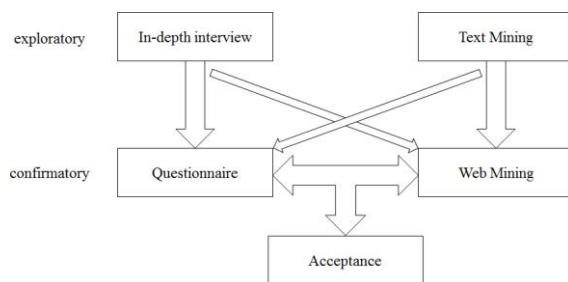 exploratory
In-depth interview
Text Mining
confirmatory
Questionnaire
Web Mining
Acceptance